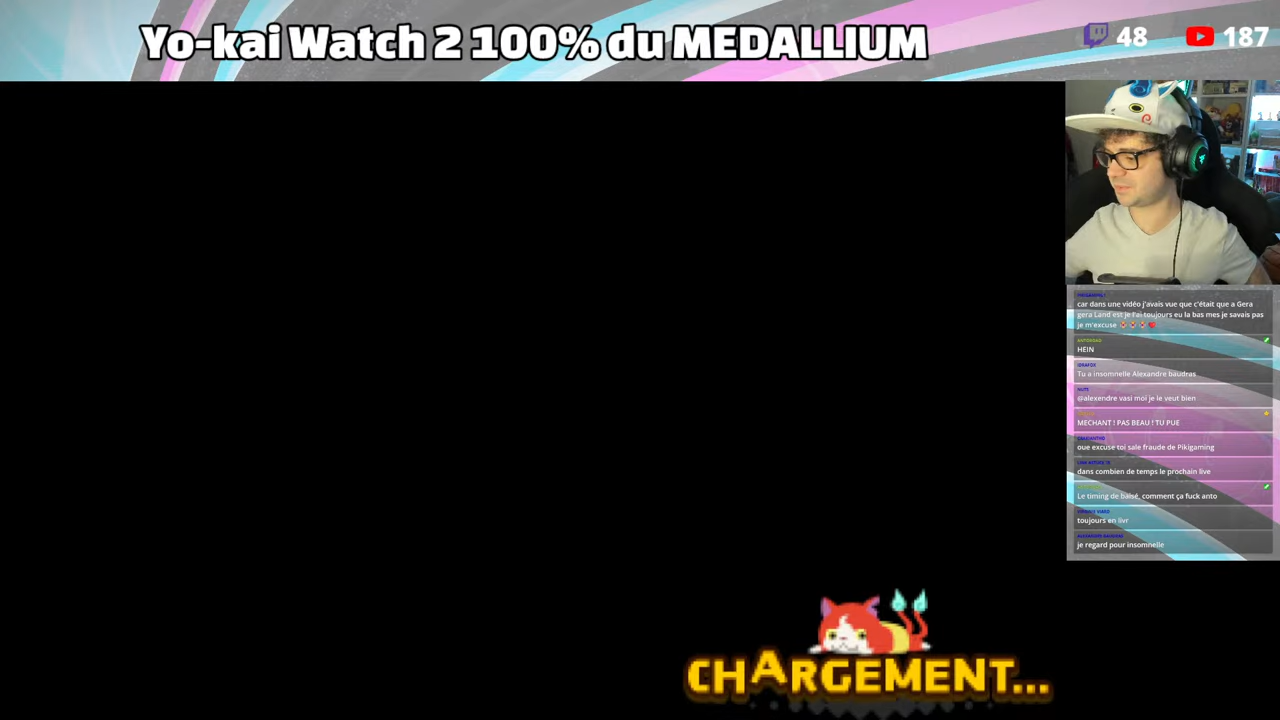 Yo-kai Watch 2 100% du MEDALLIUM
48
187
car dans une vidéo j'avais vue que c'était que a Gera
gera Land est je l'ai toujours eu la bas mes je savais pas
je m'excuse
HEIN
Tu a insomnelle Alexandre baudras
@alexendre vasi moi je le veut bien
MECHANT ! PAS BEAU ! TU PUE
oue excuse toi sale fraude de Pikigaming
dans combien de temps le prochain live
Le timing de baisé, comment ça fuck anto
toujours en livr
je regard pour insomnelle
CHARGEMENT...